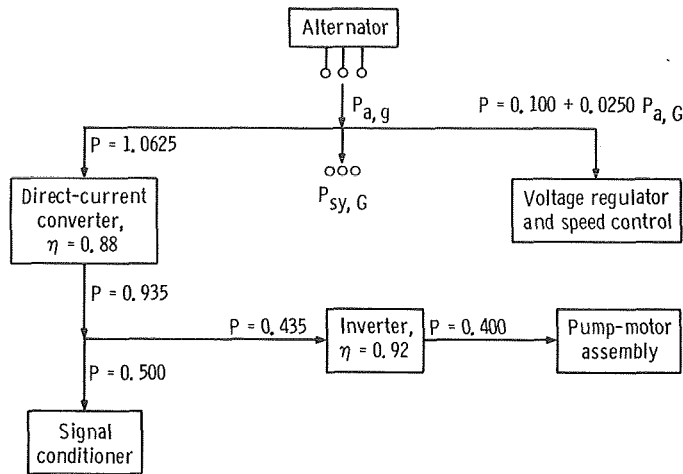 Alternator
P_a, g
P = 0.100 + 0.0250 P_a, G
P = 1.0625
P_sy, G
Direct-current
converter,
η = 0.88
Voltage regulator
and speed control
P = 0.935
P = 0.435
Inverter,
η = 0.92
P = 0.400
Pump-motor
assembly
P = 0.500
Signal
conditioner